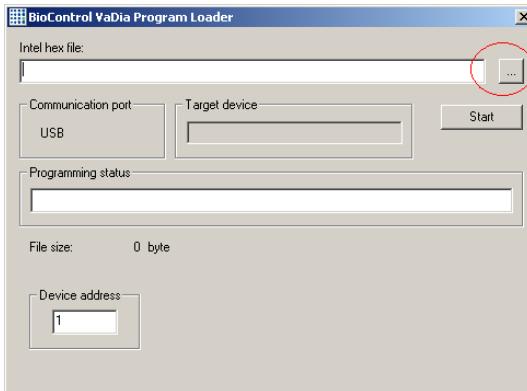 BioControl VaDia Program Loader
Intel hex file:
...
Communication port
Target device
USB
Start
Programming status
File size: 0 byte
Device address
1